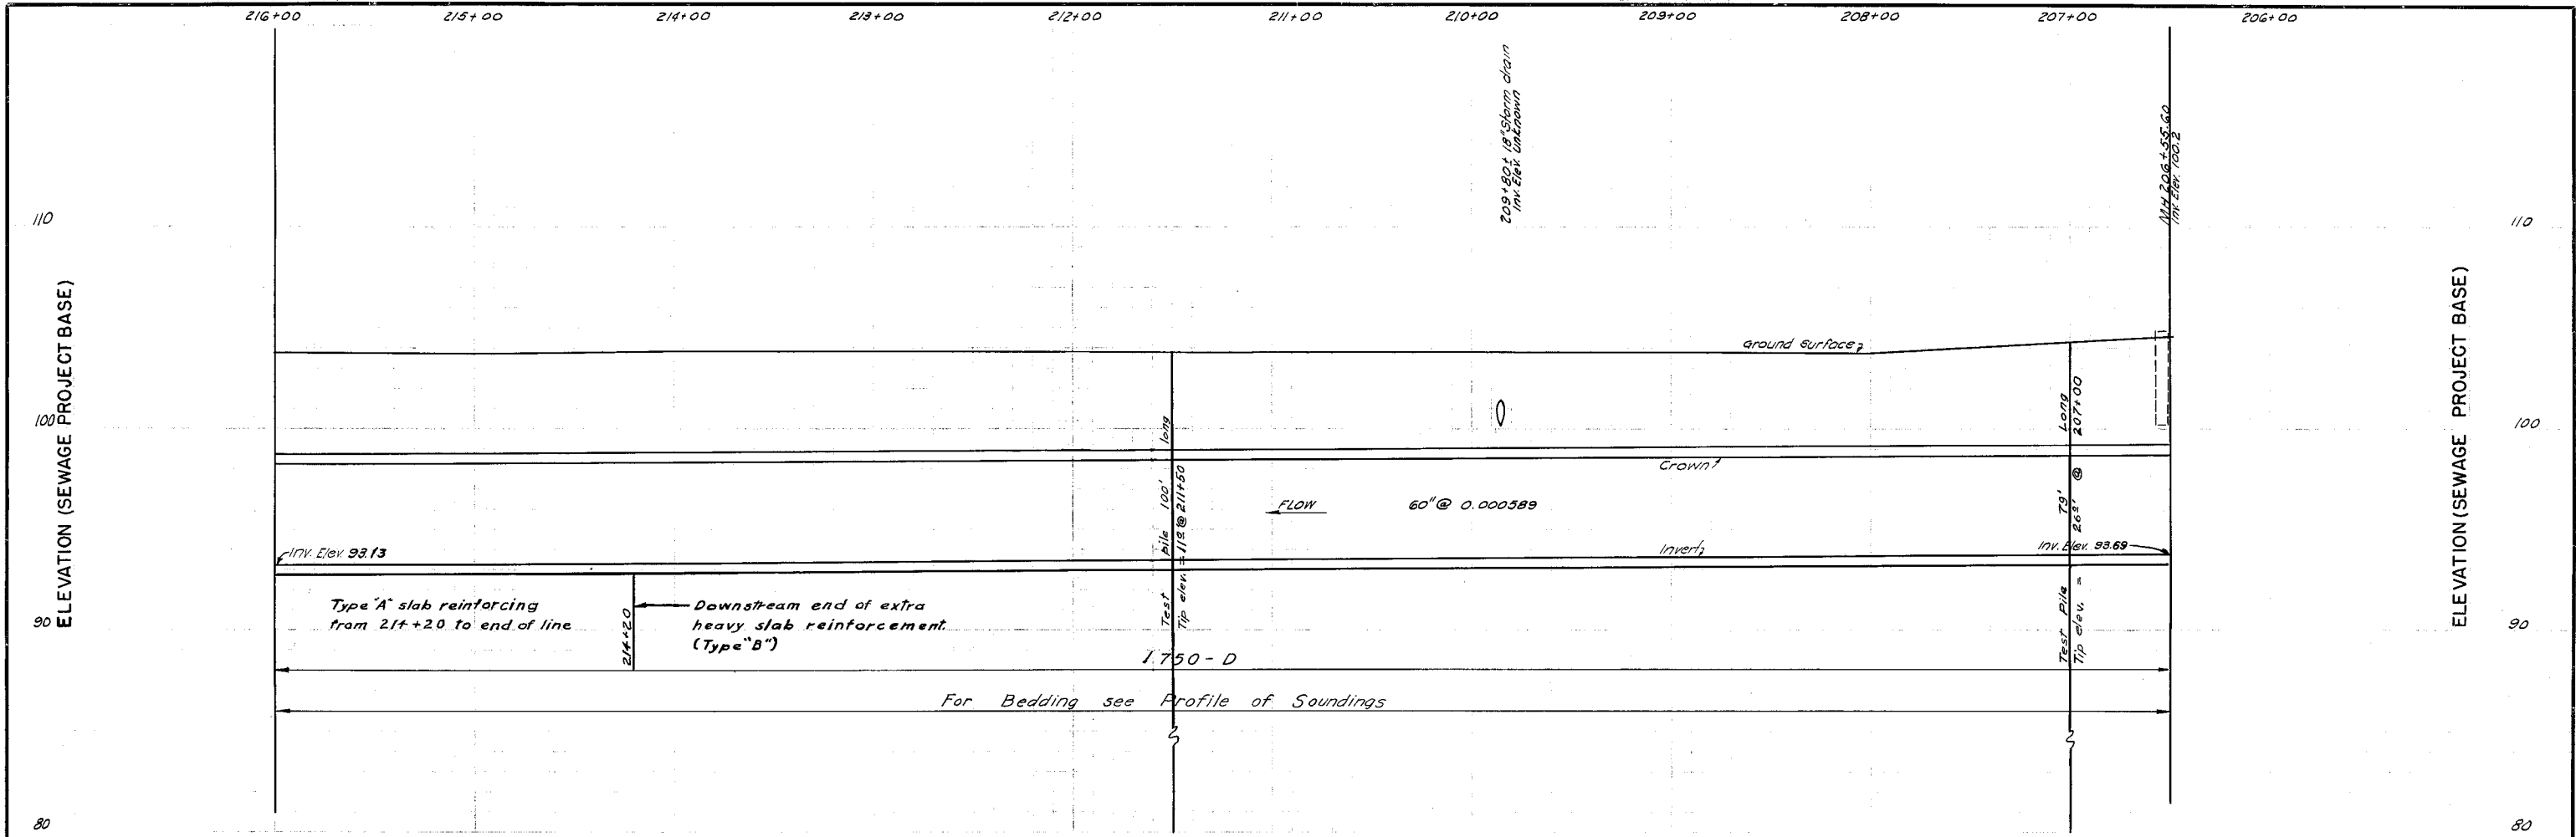 216+00 215+00 214+00 213+00 212+00 211+00 210+00 209+00 208+00 207+00 206+00
209+80± 18" Storm drain
Inv. Elev. Unknown
MH 206+55.60
Inv. Elev. 100.2
110
110
ELEVATION (SEWAGE PROJECT BASE)
ELEVATION (SEWAGE PROJECT BASE)
Ground Surface
100
100
Crown
Test pile 100' long
Tip elev. = 11⁹ @ 211+50
Test Pile 79' Long
Tip elev. = 26² @ 207+00
FLOW
60" @ 0.000589
Inv. Elev. 93.13
Invert
Inv. Elev. 93.69
Type "A" slab reinforcing
from 214+20 to end of line
214+20
Downstream end of extra
heavy slab reinforcement.
(Type "B")
90
90
1750-D
For Bedding see Profile of Soundings
80
80